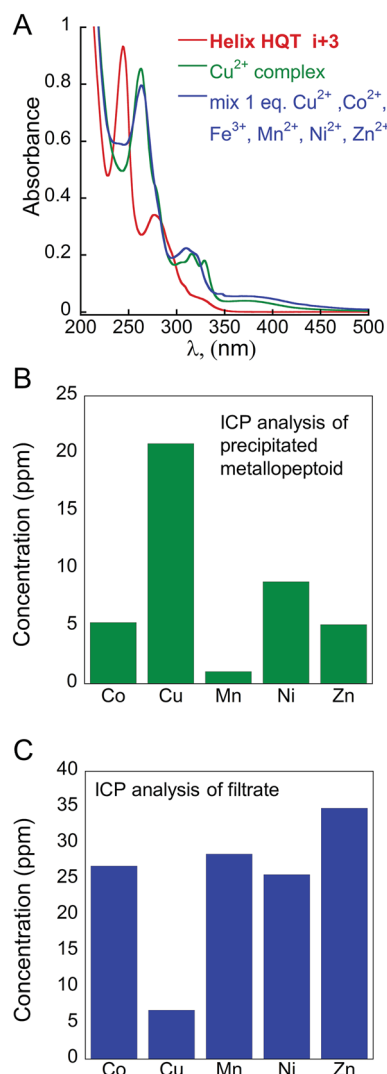 A
Helix HQT i+3
Cu²⁺ complex
mix 1 eq. Cu²⁺ ,Co²⁺,
Fe³⁺, Mn²⁺, Ni²⁺, Zn²⁺
Absorbance
1
0.8
0.6
0.4
0.2
0
200 250 300 350 400 450 500
λ, (nm)
B
ICP analysis of
precipitated
metallopeptoid
Concentration (ppm)
25
20
15
10
5
0
Co Cu Mn Ni Zn
C
ICP analysis of filtrate
Concentration (ppm)
40
35
30
25
20
15
10
5
0
Co Cu Mn Ni Zn